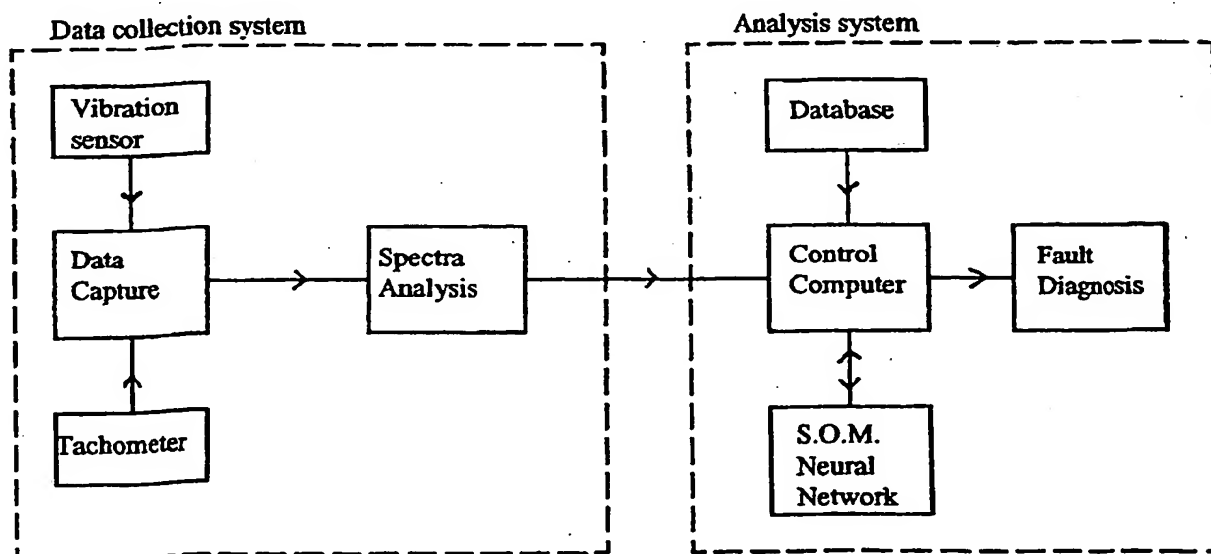 Data collection system
Vibration
sensor
Data
Capture
Tachometer
Spectra
Analysis
Analysis system
Database
Control
Computer
Fault
Diagnosis
S.O.M.
Neural
Network